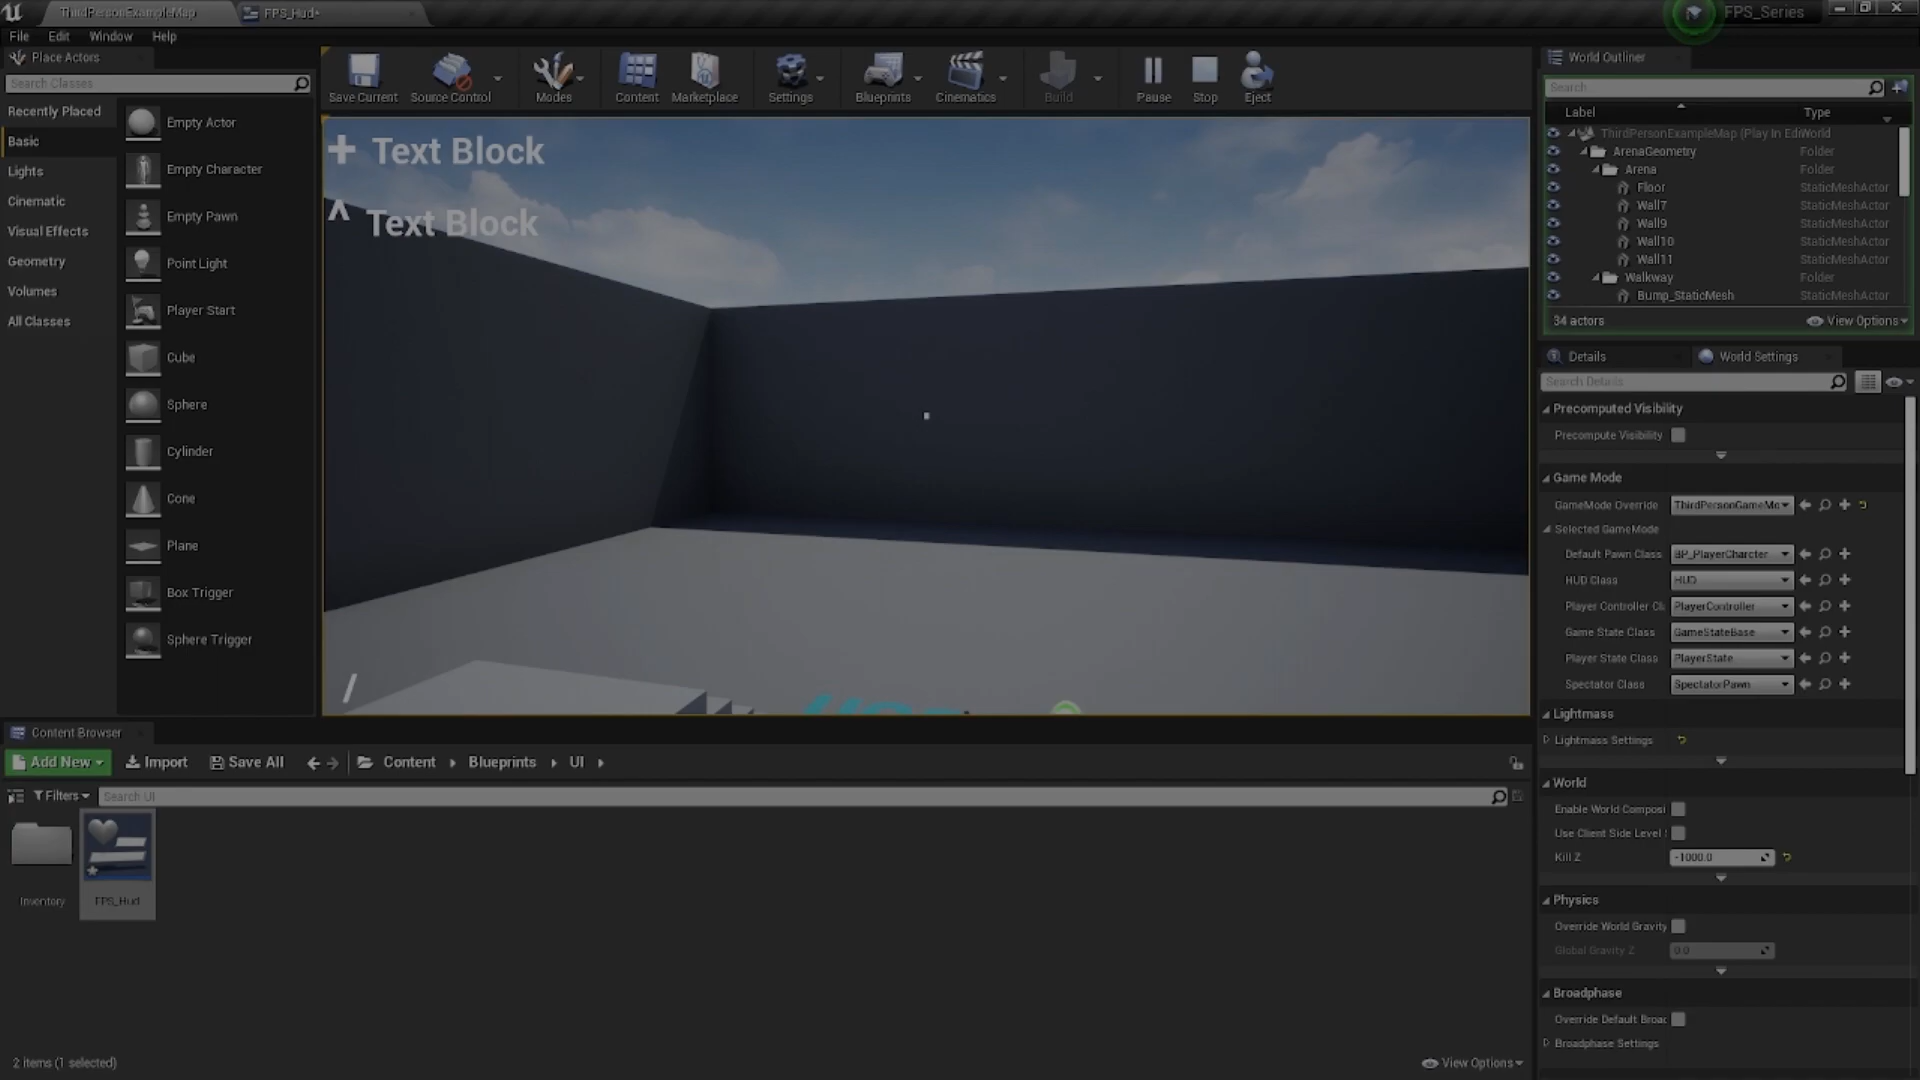 ThirdPersonExampleMap
FPS_Hud•
FPS_Series
File Edit Window Help
Place Actors
Search Classes
Recently Placed
Basic
Lights
Cinematic
Visual Effects
Geometry
Volumes
All Classes
Empty Actor
Empty Character
Empty Pawn
Point Light
Player Start
Cube
Sphere
Cylinder
Cone
Plane
Box Trigger
Sphere Trigger
Save Current
Source Control
Modes
Content
Marketplace
Settings
Blueprints
Cinematics
Build
Pause
Stop
Eject
+ Text Block
^ Text Block
/
World Outliner
Search...
Label Type
ThirdPersonExampleMap (Play In Edi World
ArenaGeometry Folder
Arena Folder
Floor StaticMeshActor
Wall7 StaticMeshActor
Wall9 StaticMeshActor
Wall10 StaticMeshActor
Wall11 StaticMeshActor
Walkway Folder
Bump_StaticMesh StaticMeshActor
34 actors
View Options
Details
World Settings
Search Details
Precomputed Visibility
Precompute Visibility
Game Mode
GameMode Override ThirdPersonGameMo
Selected GameMode
Default Pawn Class BP_PlayerCharcter
HUD Class HUD
Player Controller Cl PlayerController
Game State Class GameStateBase
Player State Class PlayerState
Spectator Class SpectatorPawn
Lightmass
Lightmass Settings
World
Enable World Composi
Use Client Side Level
Kill Z -1000.0
Physics
Override World Gravity
Global Gravity Z 0.0
Broadphase
Override Default Broac
Broadphase Settings
Content Browser
Add New
Import
Save All
Content
Blueprints
UI
Filters
Search UI
Inventory
FPS_Hud
2 items (1 selected)
View Options